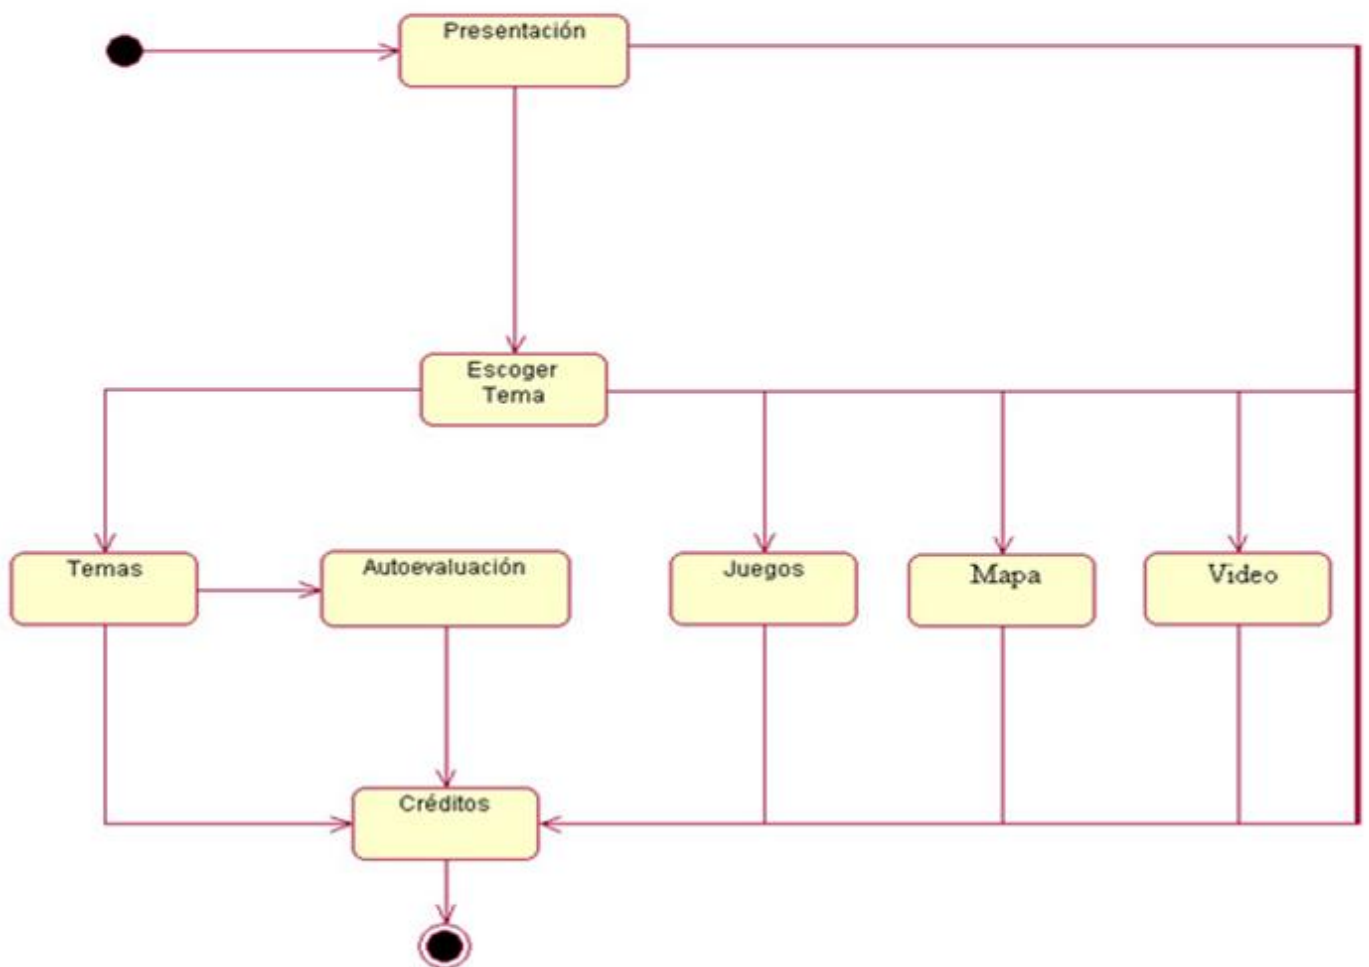 Presentación
Escoger
Tema
Temas
Autoevaluación
Juegos
Mapa
Video
Créditos